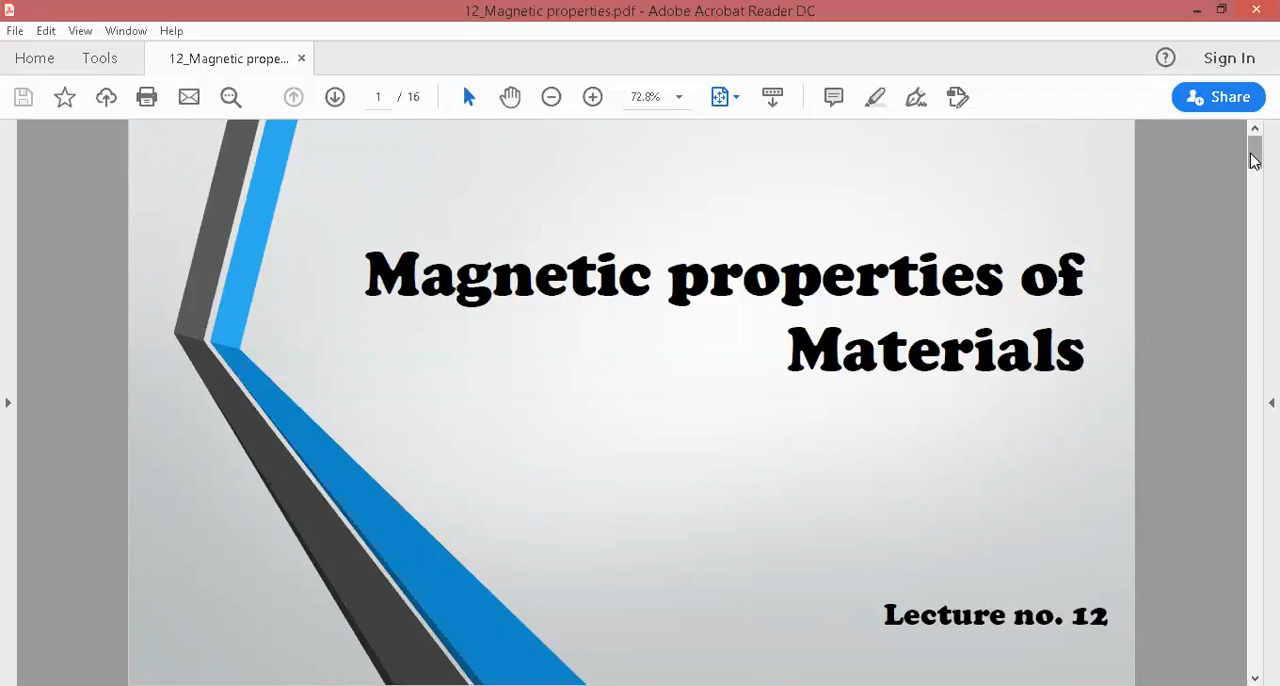 12_Magnetic properties.pdf - Adobe Acrobat Reader DC
File Edit View Window Help
Home Tools 12_Magnetic prope... × ? Sign In
1 / 16 72.8% Share
Magnetic properties of
Materials
Lecture no. 12